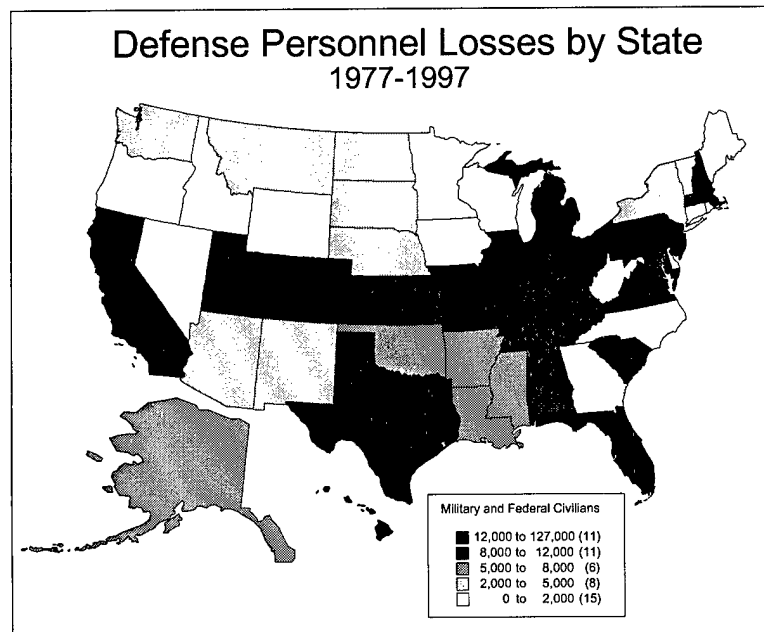 Defense Personnel Losses by State
1977-1997
Military and Federal Civilians
12,000 to 127,000 (11)
8,000 to 12,000 (11)
5,000 to 8,000 (6)
2,000 to 5,000 (8)
0 to 2,000 (15)